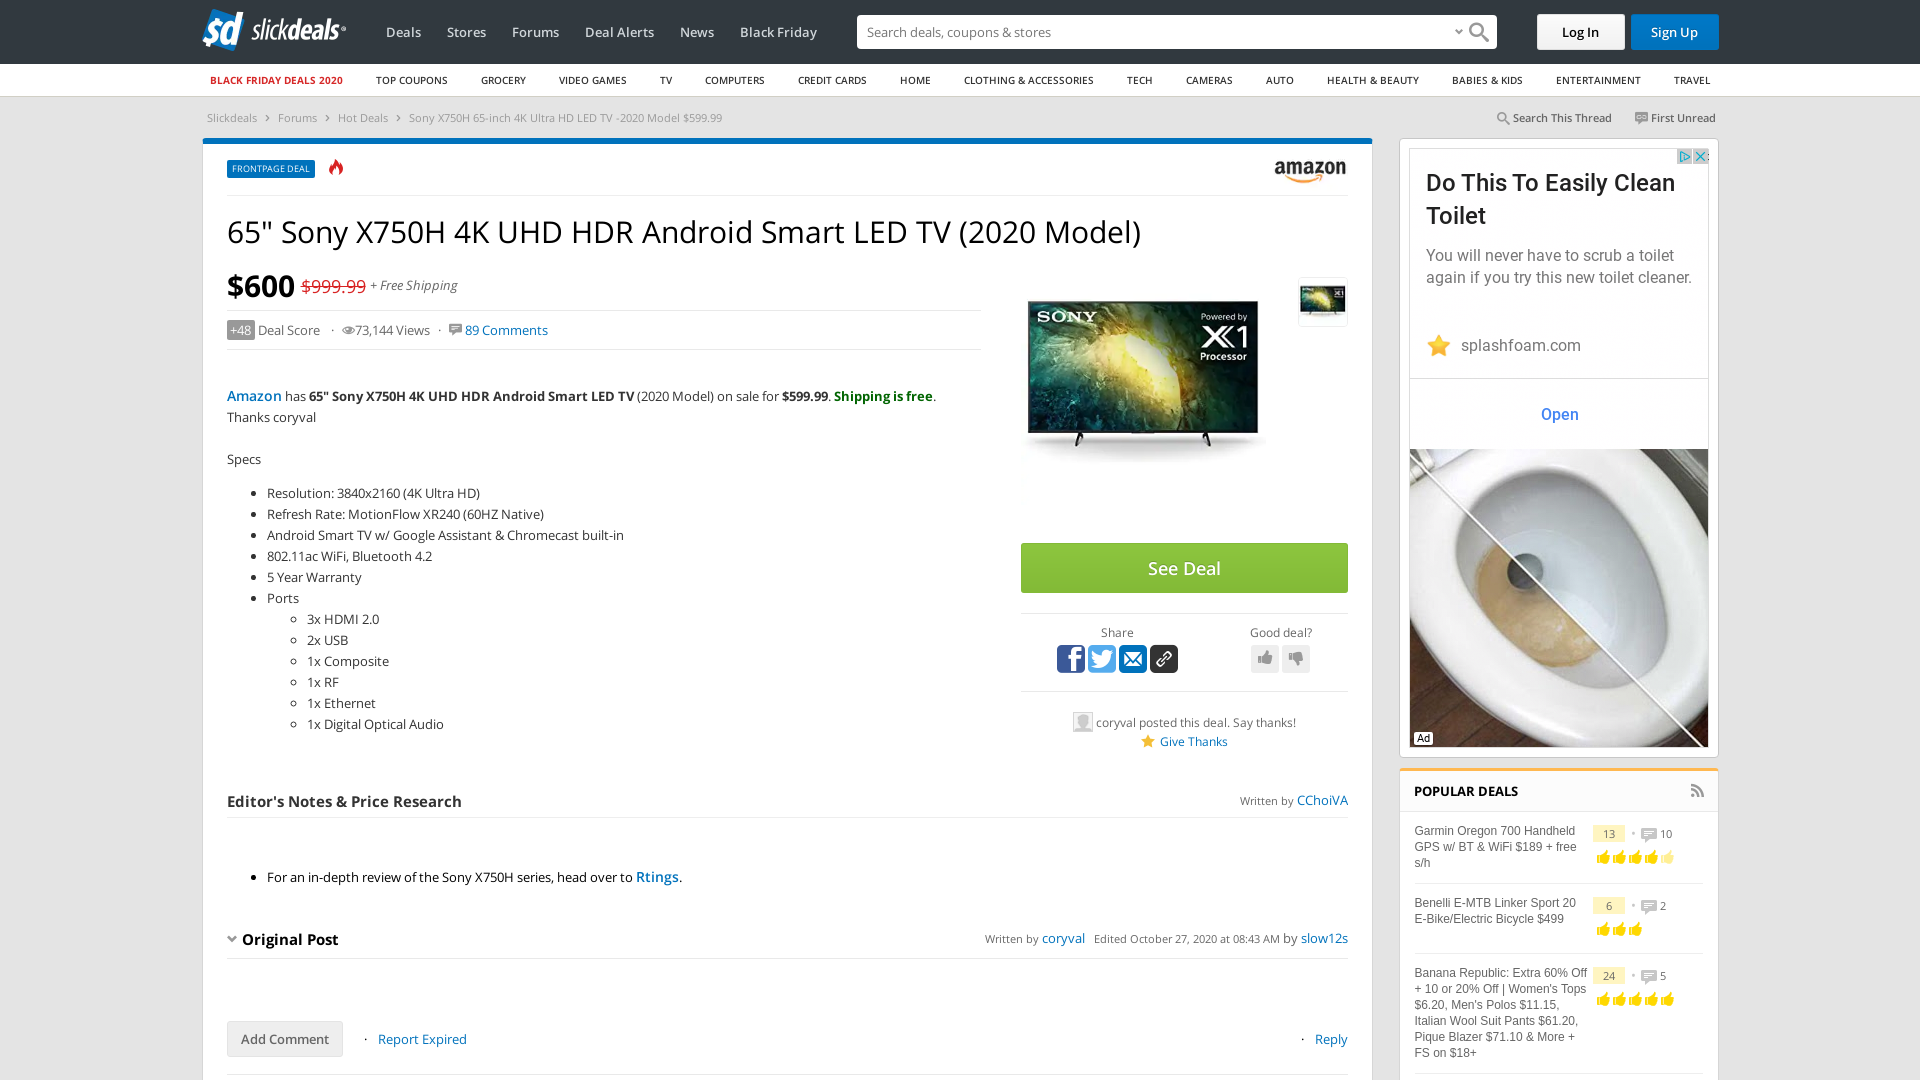 slickdeals
Deals Stores Forums Deal Alerts News Black Friday
Search deals, coupons & stores
Log In Sign Up
BLACK FRIDAY DEALS 2020 TOP COUPONS GROCERY VIDEO GAMES TV COMPUTERS CREDIT CARDS HOME CLOTHING & ACCESSORIES TECH CAMERAS AUTO HEALTH & BEAUTY BABIES & KIDS ENTERTAINMENT TRAVEL
Slickdeals › Forums › Hot Deals › Sony X750H 65-inch 4K Ultra HD LED TV -2020 Model $599.99
Search This Thread First Unread
FRONTPAGE DEAL
amazon
65" Sony X750H 4K UHD HDR Android Smart LED TV (2020 Model)
$600 $999.99 + Free Shipping
+48 Deal Score · 73,144 Views · 89 Comments
Amazon has 65" Sony X750H 4K UHD HDR Android Smart LED TV (2020 Model) on sale for $599.99. Shipping is free.
Thanks coryval
Specs
• Resolution: 3840x2160 (4K Ultra HD)
• Refresh Rate: MotionFlow XR240 (60HZ Native)
• Android Smart TV w/ Google Assistant & Chromecast built-in
• 802.11ac WiFi, Bluetooth 4.2
• 5 Year Warranty
• Ports
◦ 3x HDMI 2.0
◦ 2x USB
◦ 1x Composite
◦ 1x RF
◦ 1x Ethernet
◦ 1x Digital Optical Audio
SONY
Powered by
X1
Processor
See Deal
Share
Good deal?
coryval posted this deal. Say thanks!
Give Thanks
Editor's Notes & Price Research
Written by CChoiVA
• For an in-depth review of the Sony X750H series, head over to Rtings.
Original Post
Written by coryval Edited October 27, 2020 at 08:43 AM by slow12s
Add Comment · Report Expired
· Reply
Do This To Easily Clean
Toilet
You will never have to scrub a toilet
again if you try this new toilet cleaner.
splashfoam.com
Open
Ad
POPULAR DEALS
Garmin Oregon 700 Handheld
GPS w/ BT & WiFi $189 + free
s/h
13 • 10
Benelli E-MTB Linker Sport 20
E-Bike/Electric Bicycle $499
6 • 2
Banana Republic: Extra 60% Off
+ 10 or 20% Off | Women's Tops
$6.20, Men's Polos $11.15,
Italian Wool Suit Pants $61.20,
Pique Blazer $71.10 & More +
FS on $18+
24 • 5